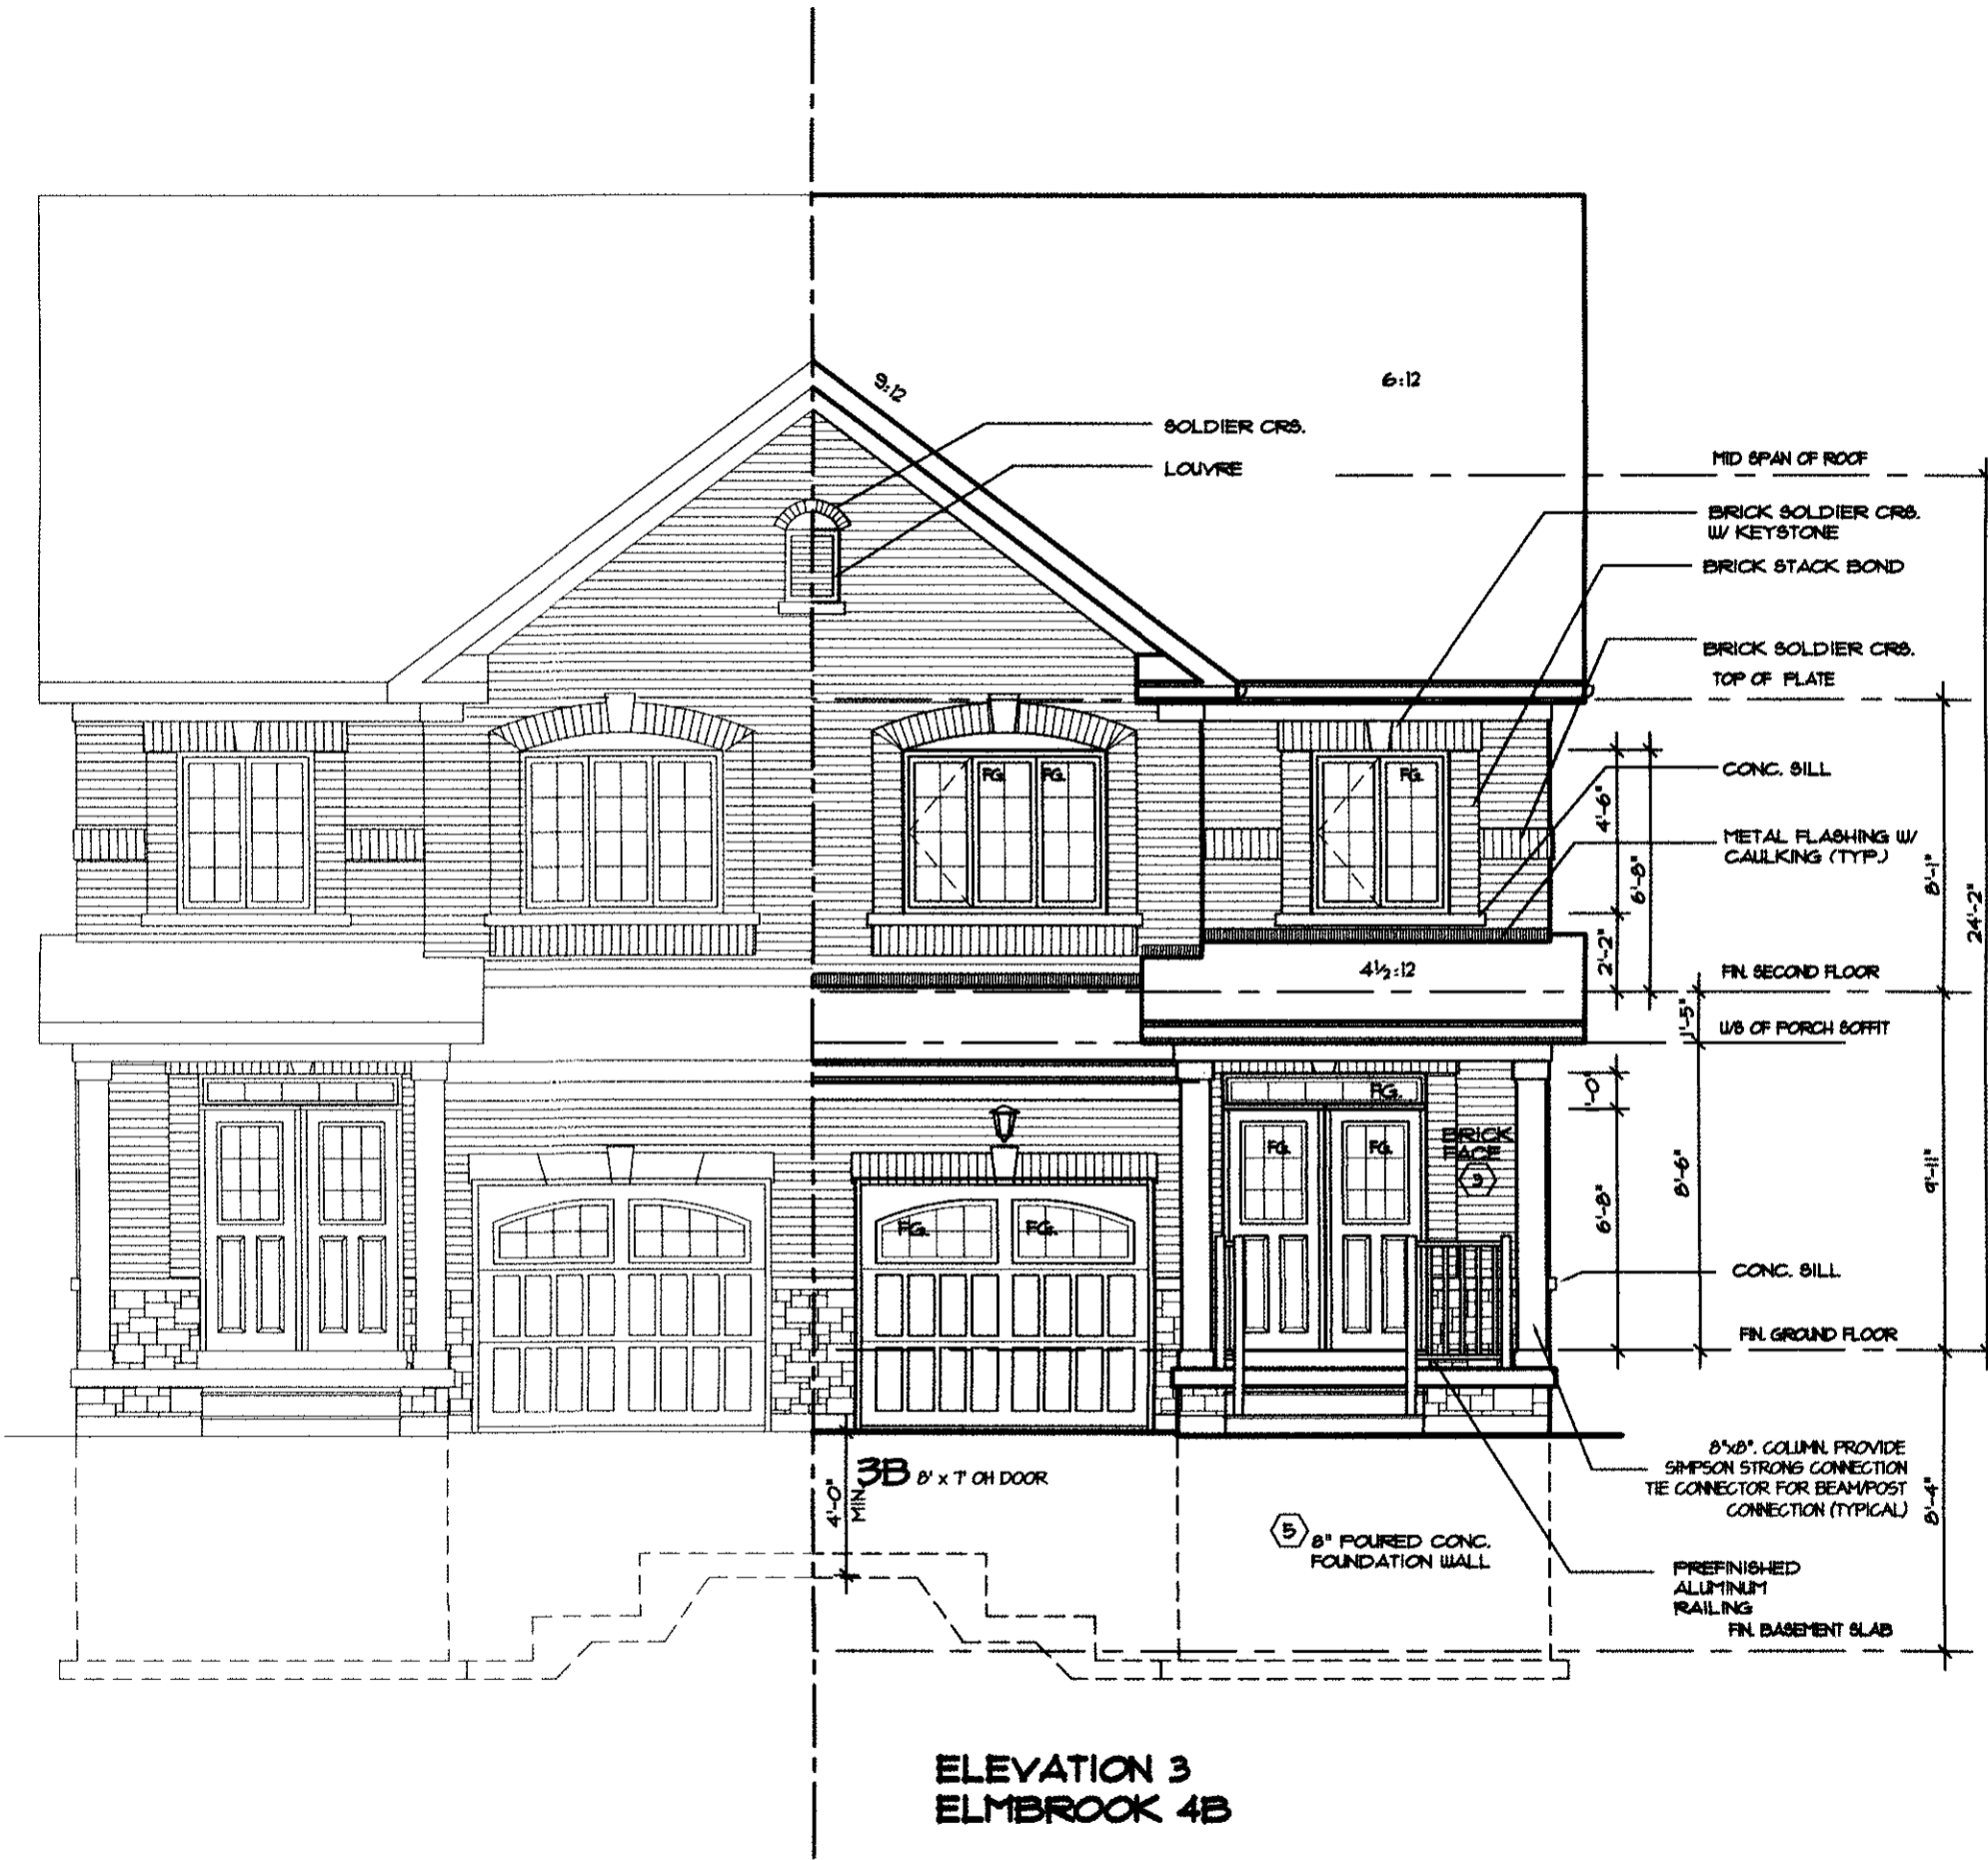 9:12
6:12
SOLDIER CRS.
LOUVRE
MID SPAN OF ROOF
BRICK SOLDIER CRS.
W/ KEYSTONE
BRICK STACK BOND
BRICK SOLDIER CRS.
TOP OF PLATE
FG.
FG.
FG.
CONC. SILL
METAL FLASHING W/
CAULKING (TYP.)
4'-6"
6'-8"
2'-2"
8'-1"
24'-2"
4½:12
FIN. SECOND FLOOR
1'-5"
U/S OF PORCH SOFFIT
FG.
1'-0"
FG.
FG.
BRICK
FACE
3
6'-8"
8'-6"
9'-11"
FG.
FG.
CONC. SILL
FIN. GROUND FLOOR
3B 8' x 7' OH DOOR
4'-0"
MIN.
8"x8". COLUMN. PROVIDE
SIMPSON STRONG CONNECTION
TIE CONNECTOR FOR BEAM/POST
CONNECTION (TYPICAL)
8'-4"
5
8" POURED CONC.
FOUNDATION WALL
PREFINISHED
ALUMINUM
RAILING
FIN. BASEMENT SLAB
ELEVATION 3
ELMBROOK 4B